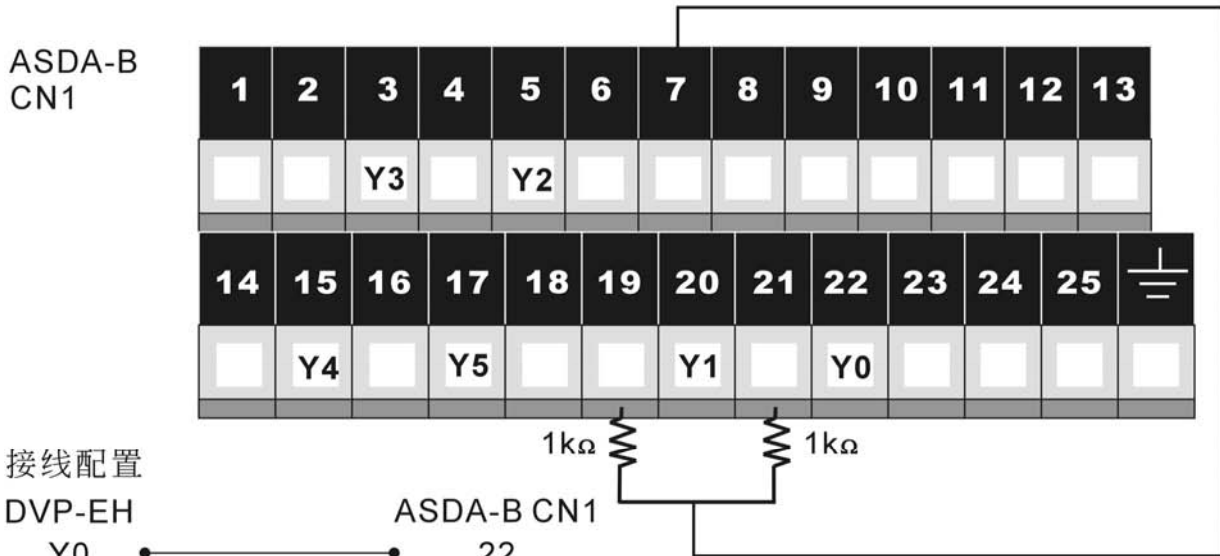 ASDA-B
CN1
1 2 3 4 5 6 7 8 9 10 11 12 13
Y3 Y2
14 15 16 17 18 19 20 21 22 23 24 25
Y4 Y5 Y1 Y0
1kΩ 1kΩ
接线配置
DVP-EH ASDA-B CN1
Y0 22